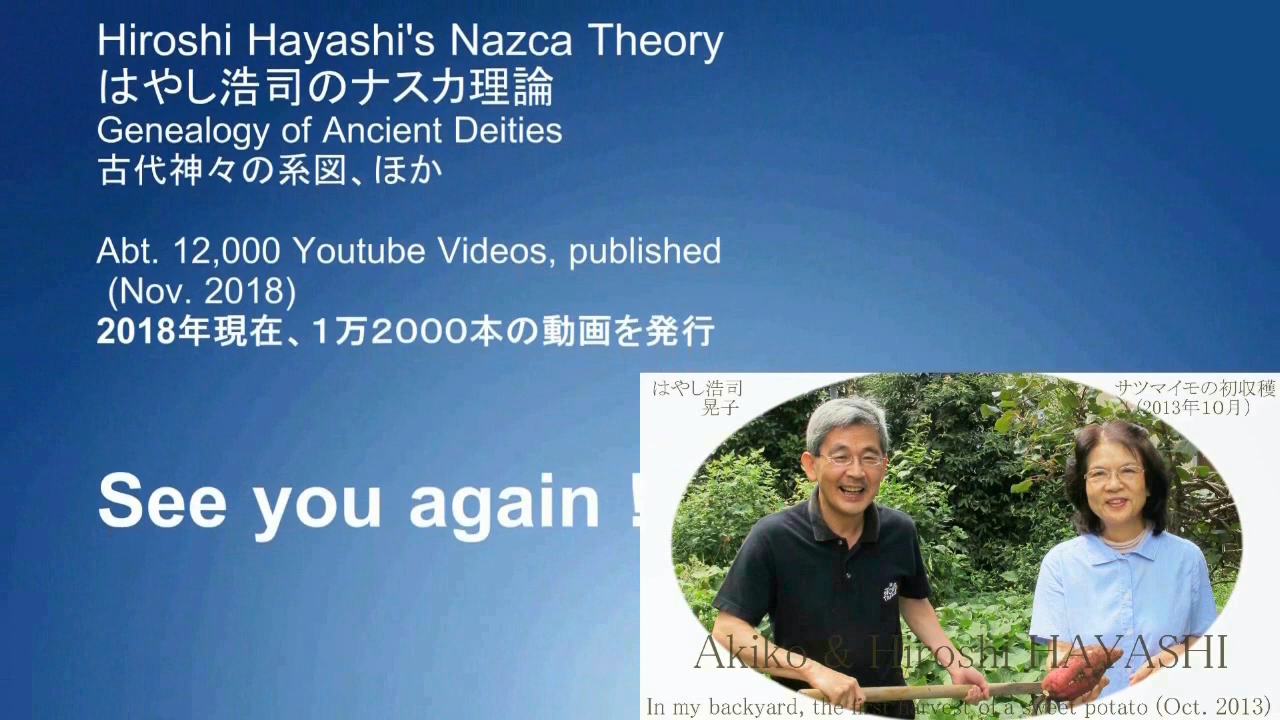 Hiroshi Hayashi's Nazca Theory
はやし浩司のナスカ理論
Genealogy of Ancient Deities
古代神々の系図、ほか
Abt. 12,000 Youtube Videos, published
(Nov. 2018)
2018年現在、１万２０００本の動画を発行
See you again !
はやし浩司
晃子
サツマイモの初収穫
(2013年10月)
Akiko & Hiroshi HAYASHI
In my backyard, the first harvest of a sweet potato (Oct. 2013)